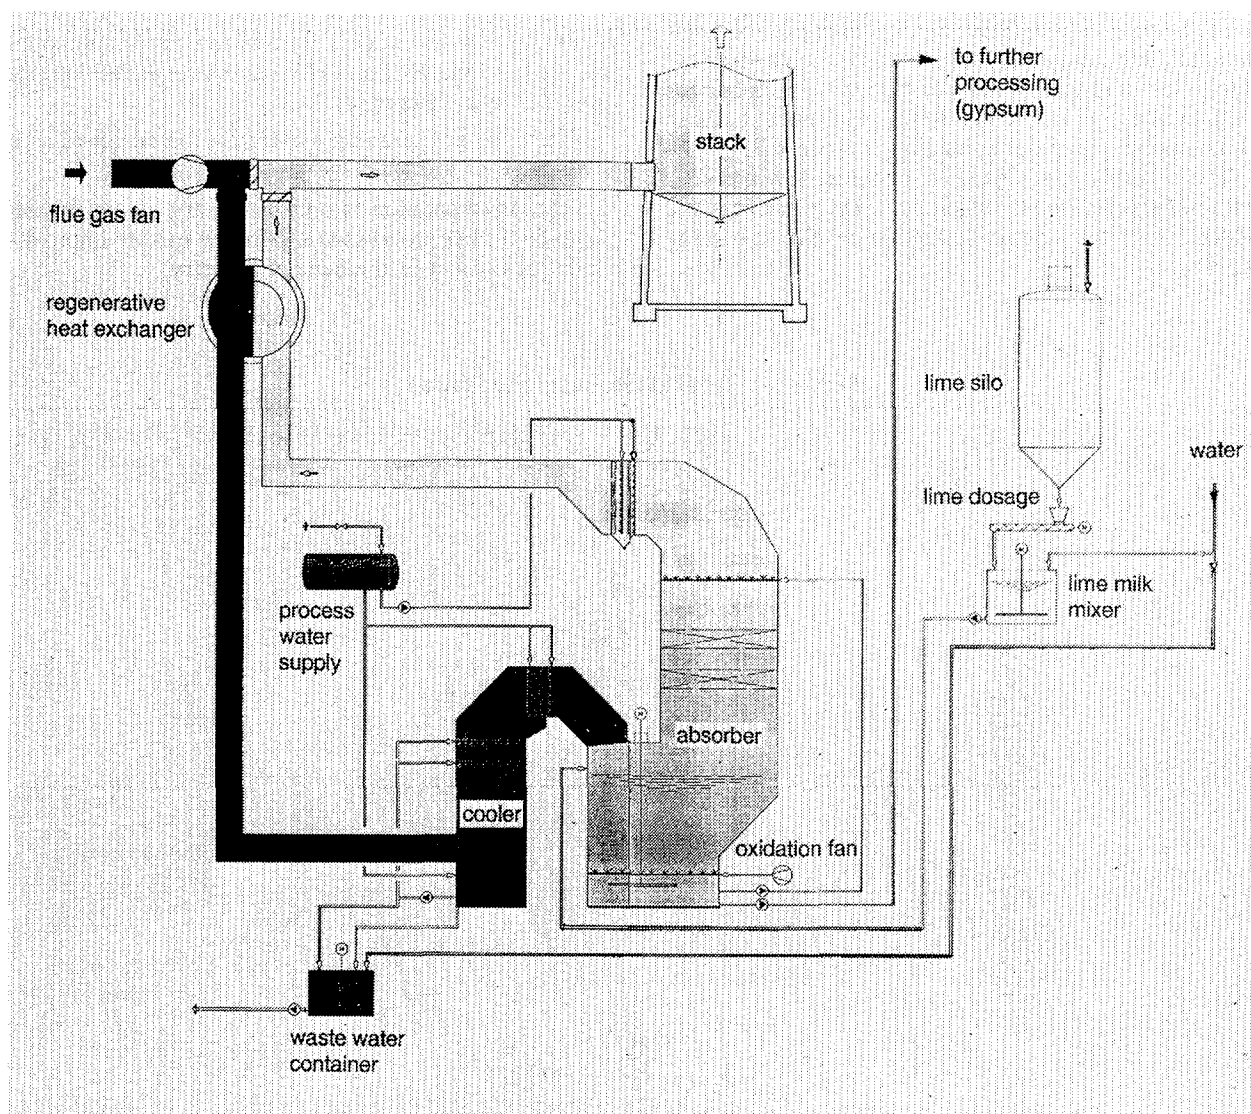 to further
processing
(gypsum)
stack
flue gas fan
regenerative
heat exchanger
lime silo
water
lime dosage
lime milk
mixer
process
water
supply
absorber
cooler
oxidation fan
waste water
container